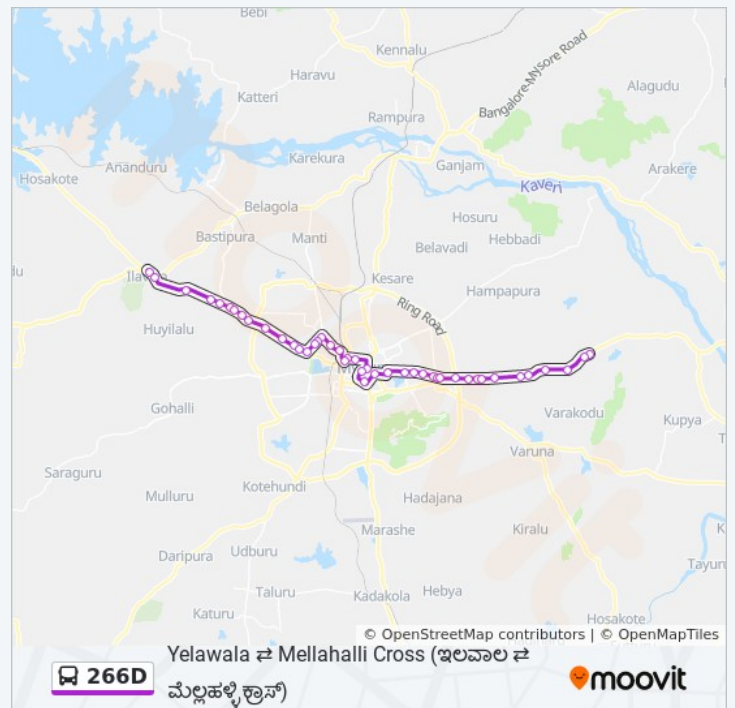 Bebi
Kennalu
Haravu
Katteri
Bangalore-Mysore Road
Alagudu
Rampura
Karekura
Ananduru
Ganjam
Arakere
Hosakote
Kaveri
Belagola
Hosuru
Bastipura
Manti
Hebbadi
Belavadi
Kesare
Hampapura
Ring Road
Huyilalu
Gohalli
Varakodu
Kupya
Saraguru
Varuna
Kotehundi
Mulluru
Hadajana
Marashe
Kiralu
Daripura
Udburu
Tayun
Taluru
Kadakola
Hebya
Katuru
Hosakote
© OpenStreetMap contributors | © OpenMapTiles
Yelawala ⇄ Mellahalli Cross (ಇಲವಾಲ ⇄
266D
ಮೆಲ್ಲಹಳ್ಳಿ ಕ್ರಾಸ್)
moovit